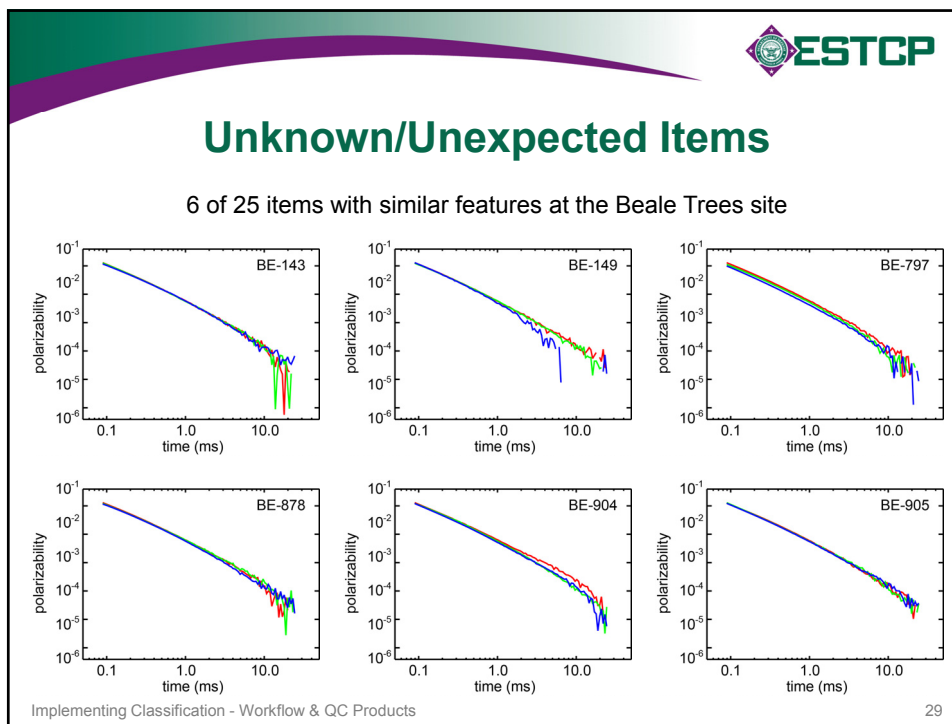 ESTCP
Unknown/Unexpected Items
6 of 25 items with similar features at the Beale Trees site
10^-1
10^-2
10^-3
10^-4
10^-5
10^-6
polarizability
BE-143
0.1 1.0 10.0
time (ms)
10^-1
10^-2
10^-3
10^-4
10^-5
10^-6
polarizability
BE-149
0.1 1.0 10.0
time (ms)
10^-1
10^-2
10^-3
10^-4
10^-5
10^-6
polarizability
BE-797
0.1 1.0 10.0
time (ms)
10^-1
10^-2
10^-3
10^-4
10^-5
10^-6
polarizability
BE-878
0.1 1.0 10.0
time (ms)
10^-1
10^-2
10^-3
10^-4
10^-5
10^-6
polarizability
BE-904
0.1 1.0 10.0
time (ms)
10^-1
10^-2
10^-3
10^-4
10^-5
10^-6
polarizability
BE-905
0.1 1.0 10.0
time (ms)
Implementing Classification - Workflow & QC Products 29